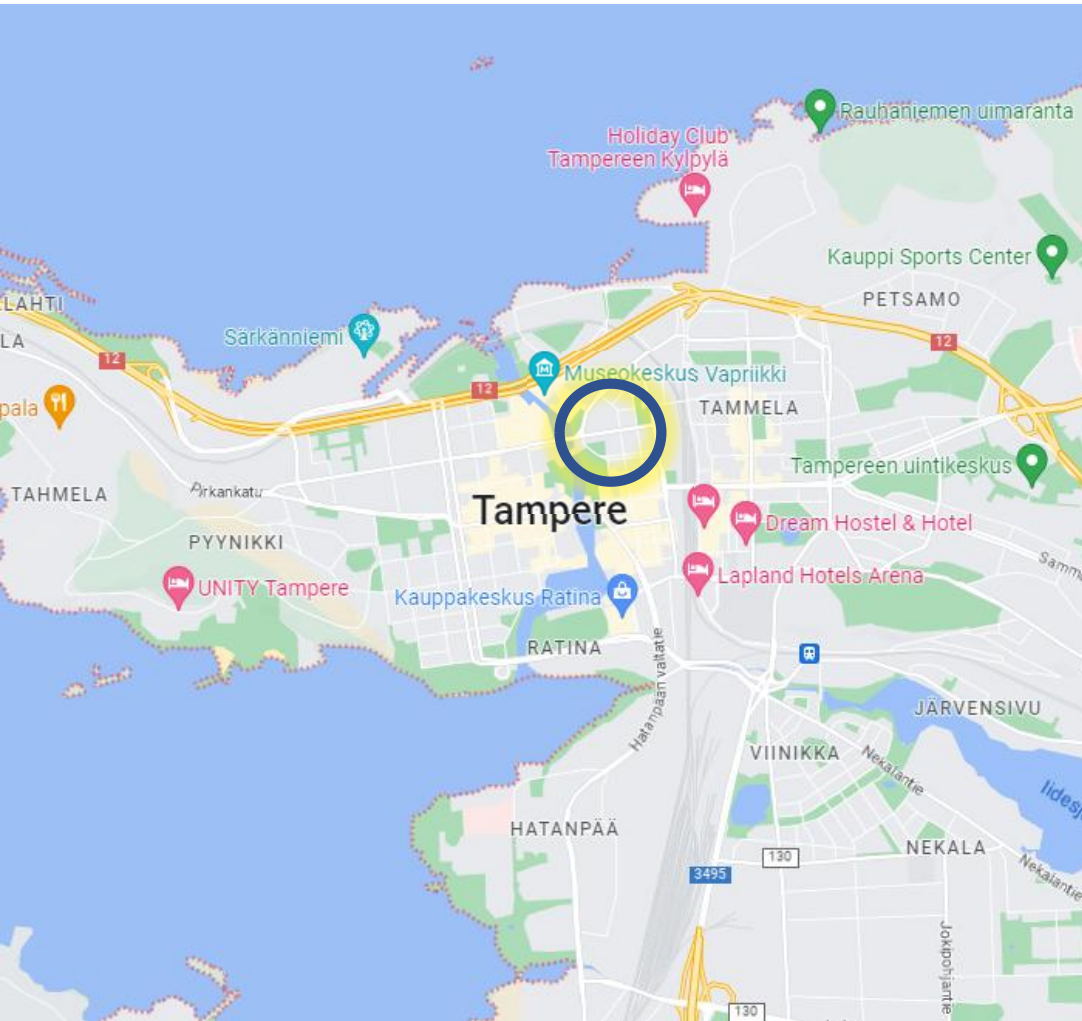 Rauhaniemen uimaranta
Holiday Club
Tampereen Kylpylä
Kauppi Sports Center
PETSAMO
LAHTI
Särkänniemi
LA
12
12
12
Museokeskus Vapriikki
pala
TAMMELA
Tampereen uintikeskus
TAHMELA
Pirkankatu
Tampere
Dream Hostel & Hotel
PYYNIKKI
UNITY Tampere
Kauppakeskus Ratina
Lapland Hotels Arena
Sammu
RATINA
Hatanpään valtatie
JÄRVENSIVU
VIINIKKA
Nekalantie
Iidesj
HATANPÄÄ
NEKALA
130
3495
Nekalantie
Jokipohjantie
130